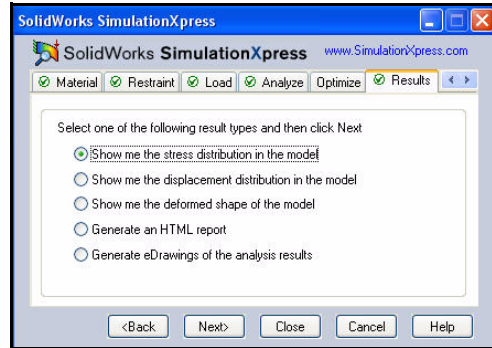 SolidWorks SimulationXpress
SolidWorks SimulationXpress www.SimulationXpress.com
Material Restraint Load Analyze Optimize Results
Select one of the following result types and then click Next
Show me the stress distribution in the model
Show me the displacement distribution in the model
Show me the deformed shape of the model
Generate an HTML report
Generate eDrawings of the analysis results
<Back Next> Close Cancel Help